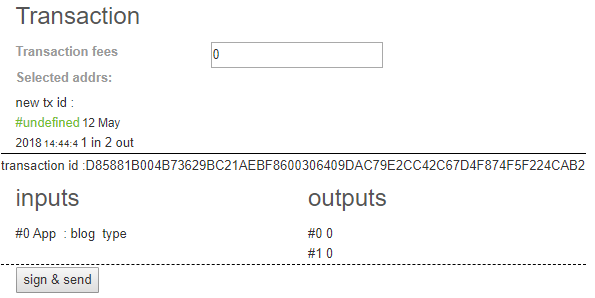 Transaction
Transaction fees 0
Selected addrs:
new tx id :
#undefined 12 May
2018 14:44:4 1 in 2 out
transaction id :D85881B004B73629BC21AEBF8600306409DAC79E2CC42C67D4F874F5F224CAB2
inputs outputs
#0 App : blog type #0 0
#1 0
sign & send